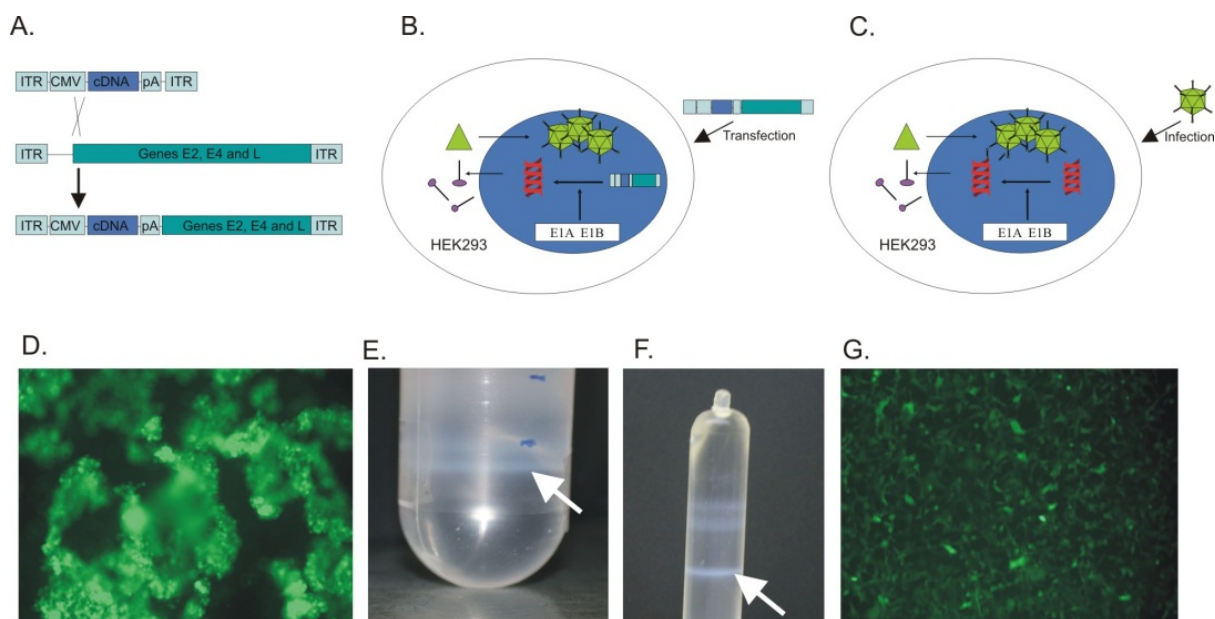 A.
ITR CMV cDNA pA ITR
ITR Genes E2, E4 and L ITR
ITR CMV cDNA pA Genes E2, E4 and L ITR
B.
Transfection
E1A E1B
HEK293
C.
Infection
E1A E1B
HEK293
D.
E.
F.
G.